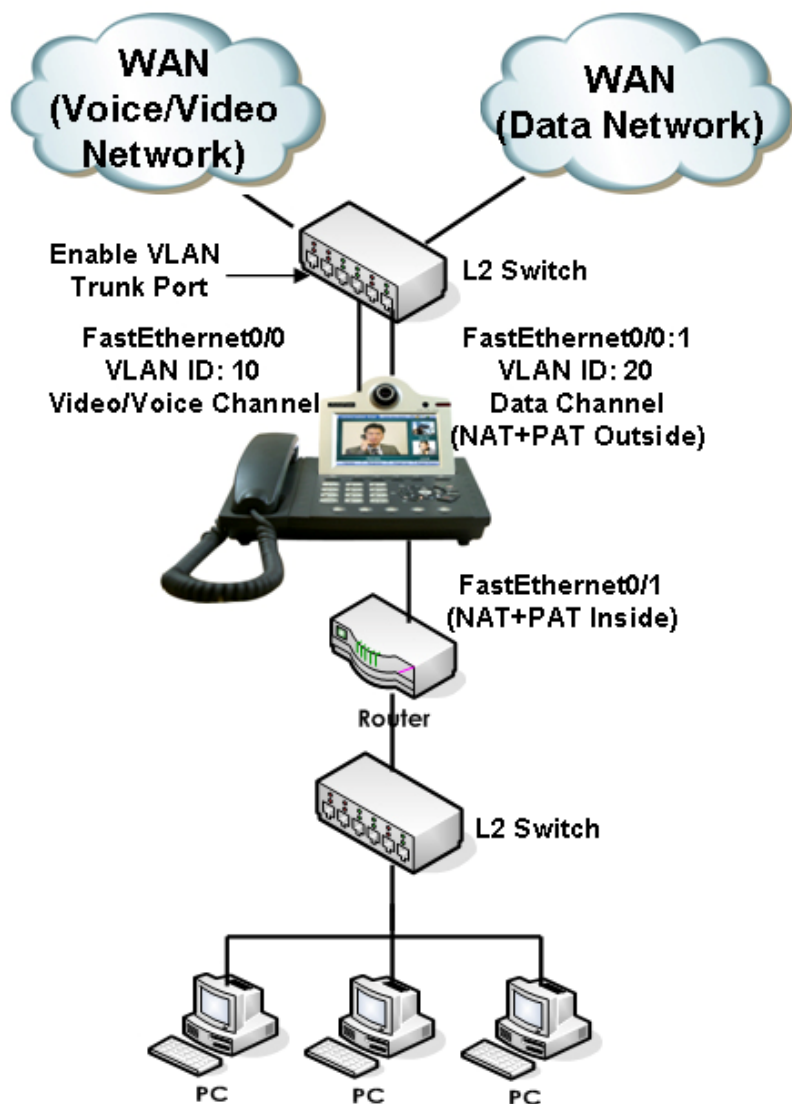 WAN
(Voice/Video
Network)
WAN
(Data Network)
Enable VLAN
Trunk Port
L2 Switch
FastEthernet0/0
VLAN ID: 10
Video/Voice Channel
FastEthernet0/0:1
VLAN ID: 20
Data Channel
(NAT+PAT Outside)
FastEthernet0/1
(NAT+PAT Inside)
Router
L2 Switch
PC
PC
PC